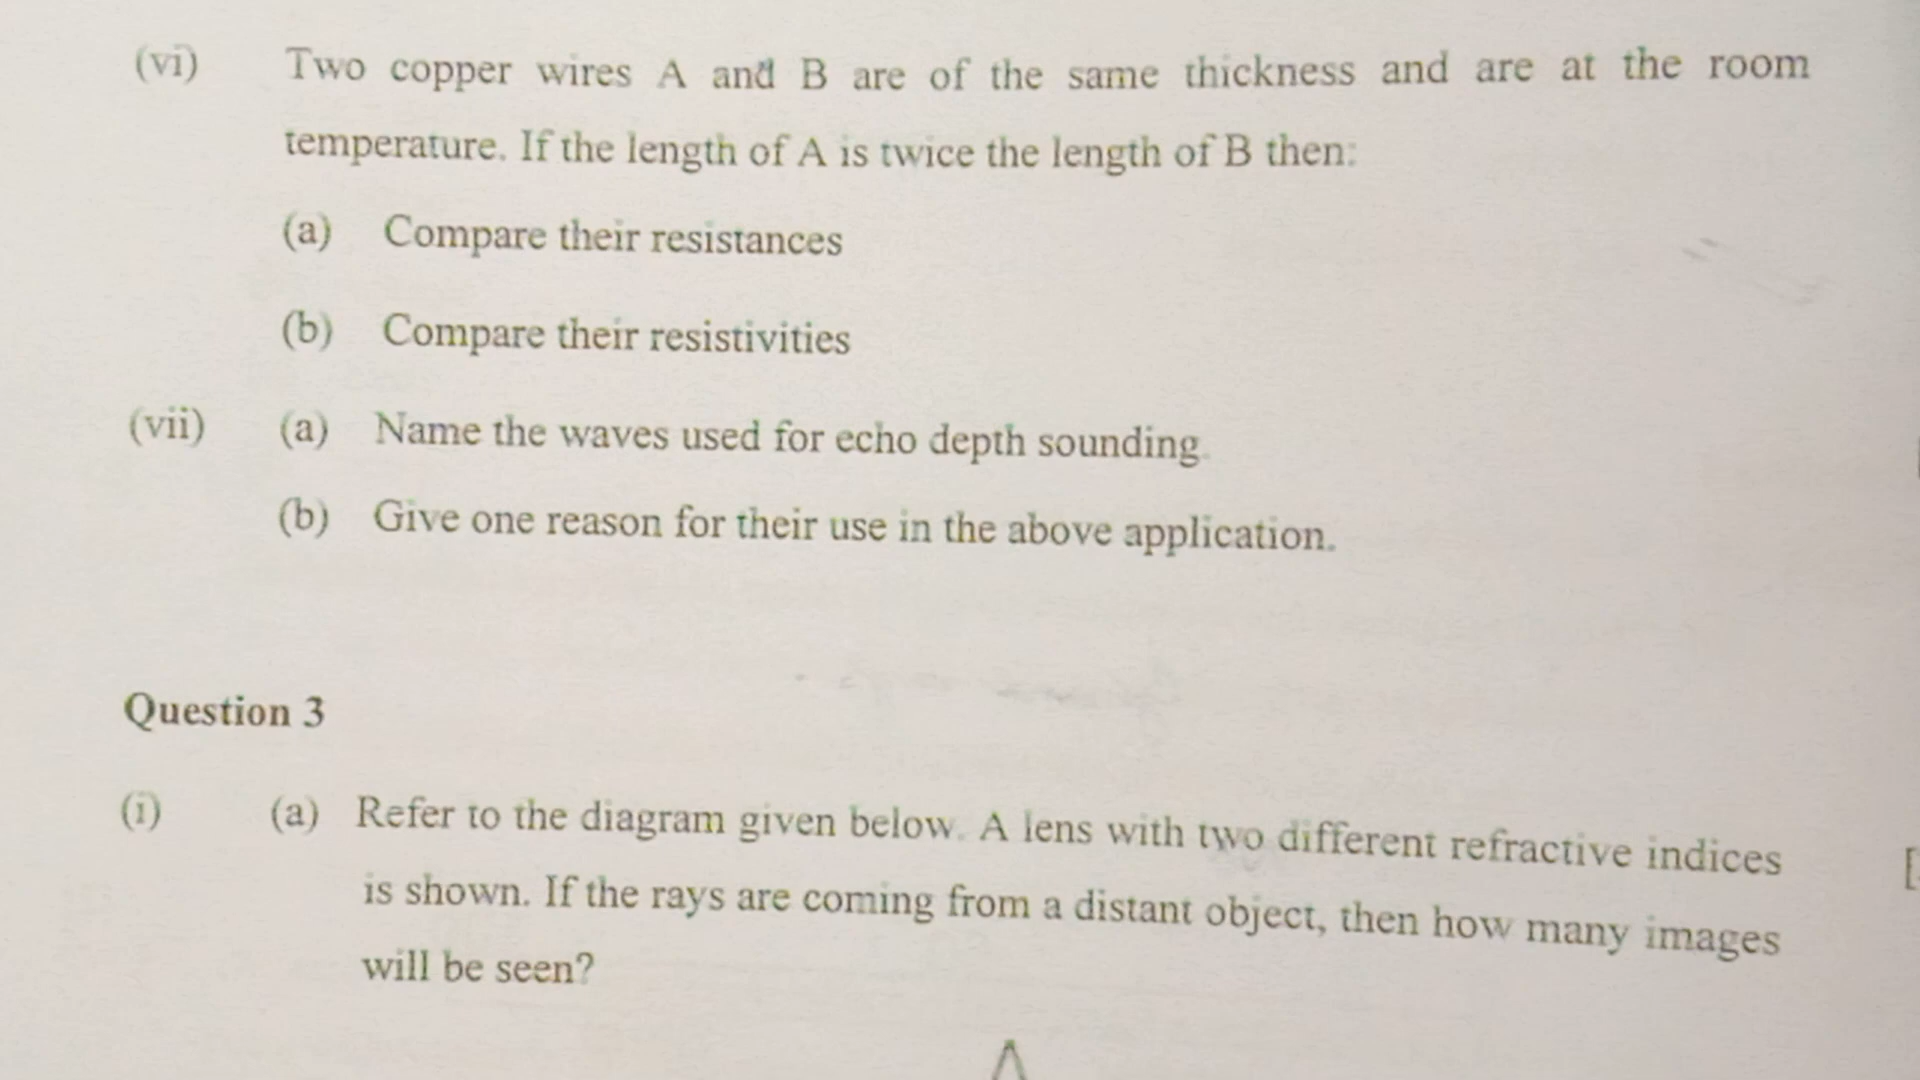 (vi) Two copper wires A and B are of the same thickness and are at the room
temperature. If the length of A is twice the length of B then:
(a) Compare their resistances
(b) Compare their resistivities
(vii) (a) Name the waves used for echo depth sounding.
(b) Give one reason for their use in the above application.
Question 3
(i) (a) Refer to the diagram given below. A lens with two different refractive indices [
is shown. If the rays are coming from a distant object, then how many images
will be seen?